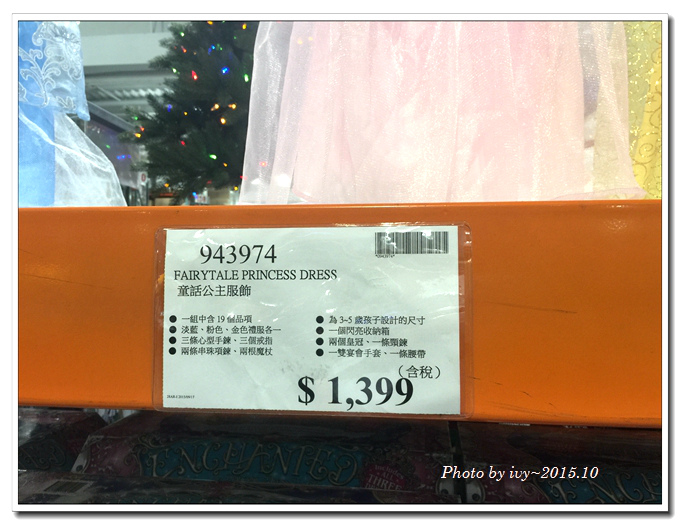 943974
FAIRYTALE PRINCESS DRESS
童話公主服飾
● 一組中含 19 個品項
● 淡藍、粉色、金色禮服各一
● 三條心型手鍊、三個戒指
● 兩條串珠項鍊、兩根魔杖
● 為 3~5 歲孩子設計的尺寸
● 一個閃亮收納箱
● 兩個皇冠、一條頸鍊
● 一雙宴會手套、一條腰帶
(含稅)
$ 1,399
ENCHANTED
Photo by ivy~2015.10